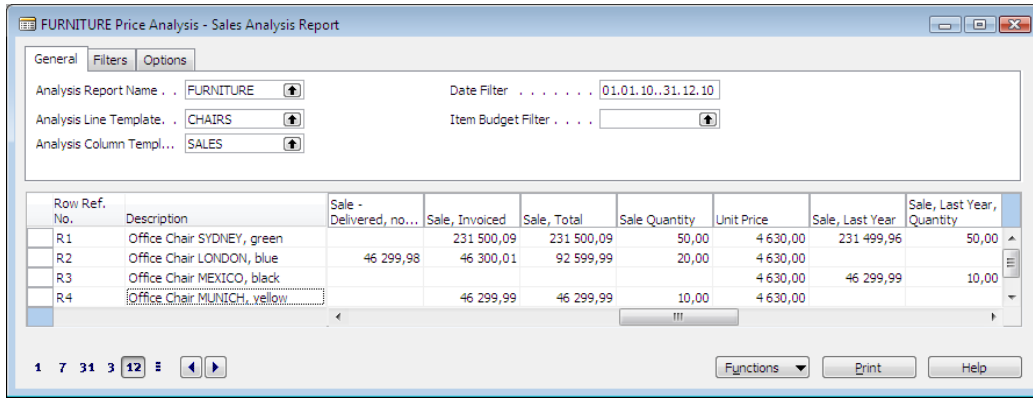 FURNITURE Price Analysis - Sales Analysis Report
General Filters Options
Analysis Report Name . . FURNITURE Date Filter . . . . . . . 01.01.10..31.12.10
Analysis Line Template. . CHAIRS Item Budget Filter . . . .
Analysis Column Templ... SALES
Row Ref. No. Description Sale - Delivered, no... Sale, Invoiced Sale, Total Sale Quantity Unit Price Sale, Last Year Sale, Last Year, Quantity
R1 Office Chair SYDNEY, green 231 500,09 231 500,09 50,00 4 630,00 231 499,96 50,00
R2 Office Chair LONDON, blue 46 299,98 46 300,01 92 599,99 20,00 4 630,00
R3 Office Chair MEXICO, black 4 630,00 46 299,99 10,00
R4 Office Chair MUNICH, yellow 46 299,99 46 299,99 10,00 4 630,00
1 7 31 3 12 Functions Print Help